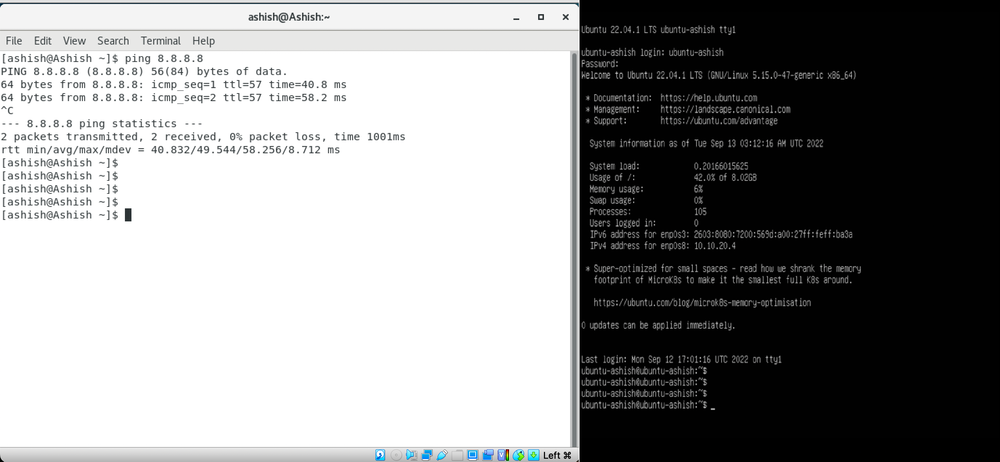 ashish@Ashish:~
File Edit View Search Terminal Help
[ashish@Ashish ~]$ ping 8.8.8.8
PING 8.8.8.8 (8.8.8.8) 56(84) bytes of data.
64 bytes from 8.8.8.8: icmp_seq=1 ttl=57 time=40.8 ms
64 bytes from 8.8.8.8: icmp_seq=2 ttl=57 time=58.2 ms
^C
--- 8.8.8.8 ping statistics ---
2 packets transmitted, 2 received, 0% packet loss, time 1001ms
rtt min/avg/max/mdev = 40.832/49.544/58.256/8.712 ms
[ashish@Ashish ~]$
[ashish@Ashish ~]$
[ashish@Ashish ~]$
[ashish@Ashish ~]$
[ashish@Ashish ~]$
Left ⌘
Ubuntu 22.04.1 LTS ubuntu-ashish tty1
ubuntu-ashish login: ubuntu-ashish
Password:
Welcome to Ubuntu 22.04.1 LTS (GNU/Linux 5.15.0-47-generic x86_64)
* Documentation: https://help.ubuntu.com
* Management: https://landscape.canonical.com
* Support: https://ubuntu.com/advantage
System information as of Tue Sep 13 03:12:16 AM UTC 2022
System load: 0.20166015625
Usage of /: 42.0% of 8.02GB
Memory usage: 6%
Swap usage: 0%
Processes: 105
Users logged in: 0
IPv6 address for enp0s3: 2603:8080:7200:569d:a00:27ff:feff:ba3a
IPv4 address for enp0s8: 10.10.20.4
* Super-optimized for small spaces - read how we shrank the memory
footprint of MicroK8s to make it the smallest full K8s around.
https://ubuntu.com/blog/microk8s-memory-optimisation
0 updates can be applied immediately.
Last login: Mon Sep 12 17:01:16 UTC 2022 on tty1
ubuntu-ashish@ubuntu-ashish:~$
ubuntu-ashish@ubuntu-ashish:~$
ubuntu-ashish@ubuntu-ashish:~$
ubuntu-ashish@ubuntu-ashish:~$ _